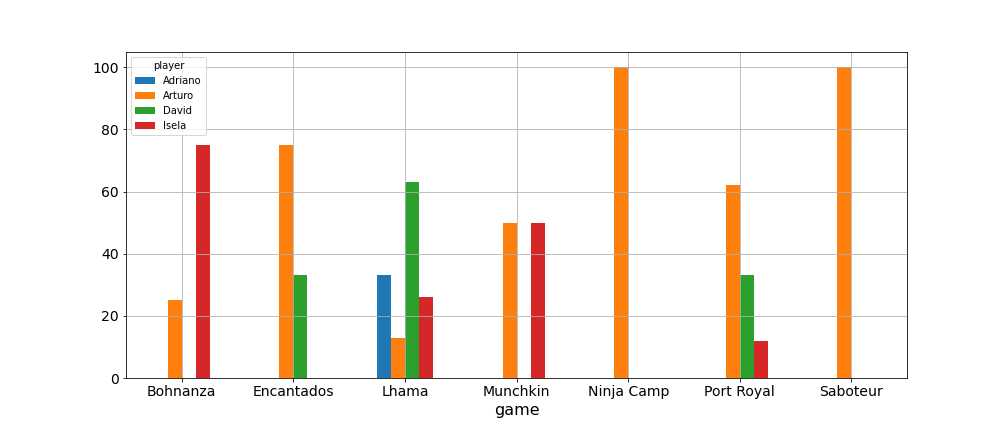 player
Adriano
Arturo
David
Isela
100
80
60
40
20
0
Bohnanza Encantados Lhama Munchkin Ninja Camp Port Royal Saboteur
game